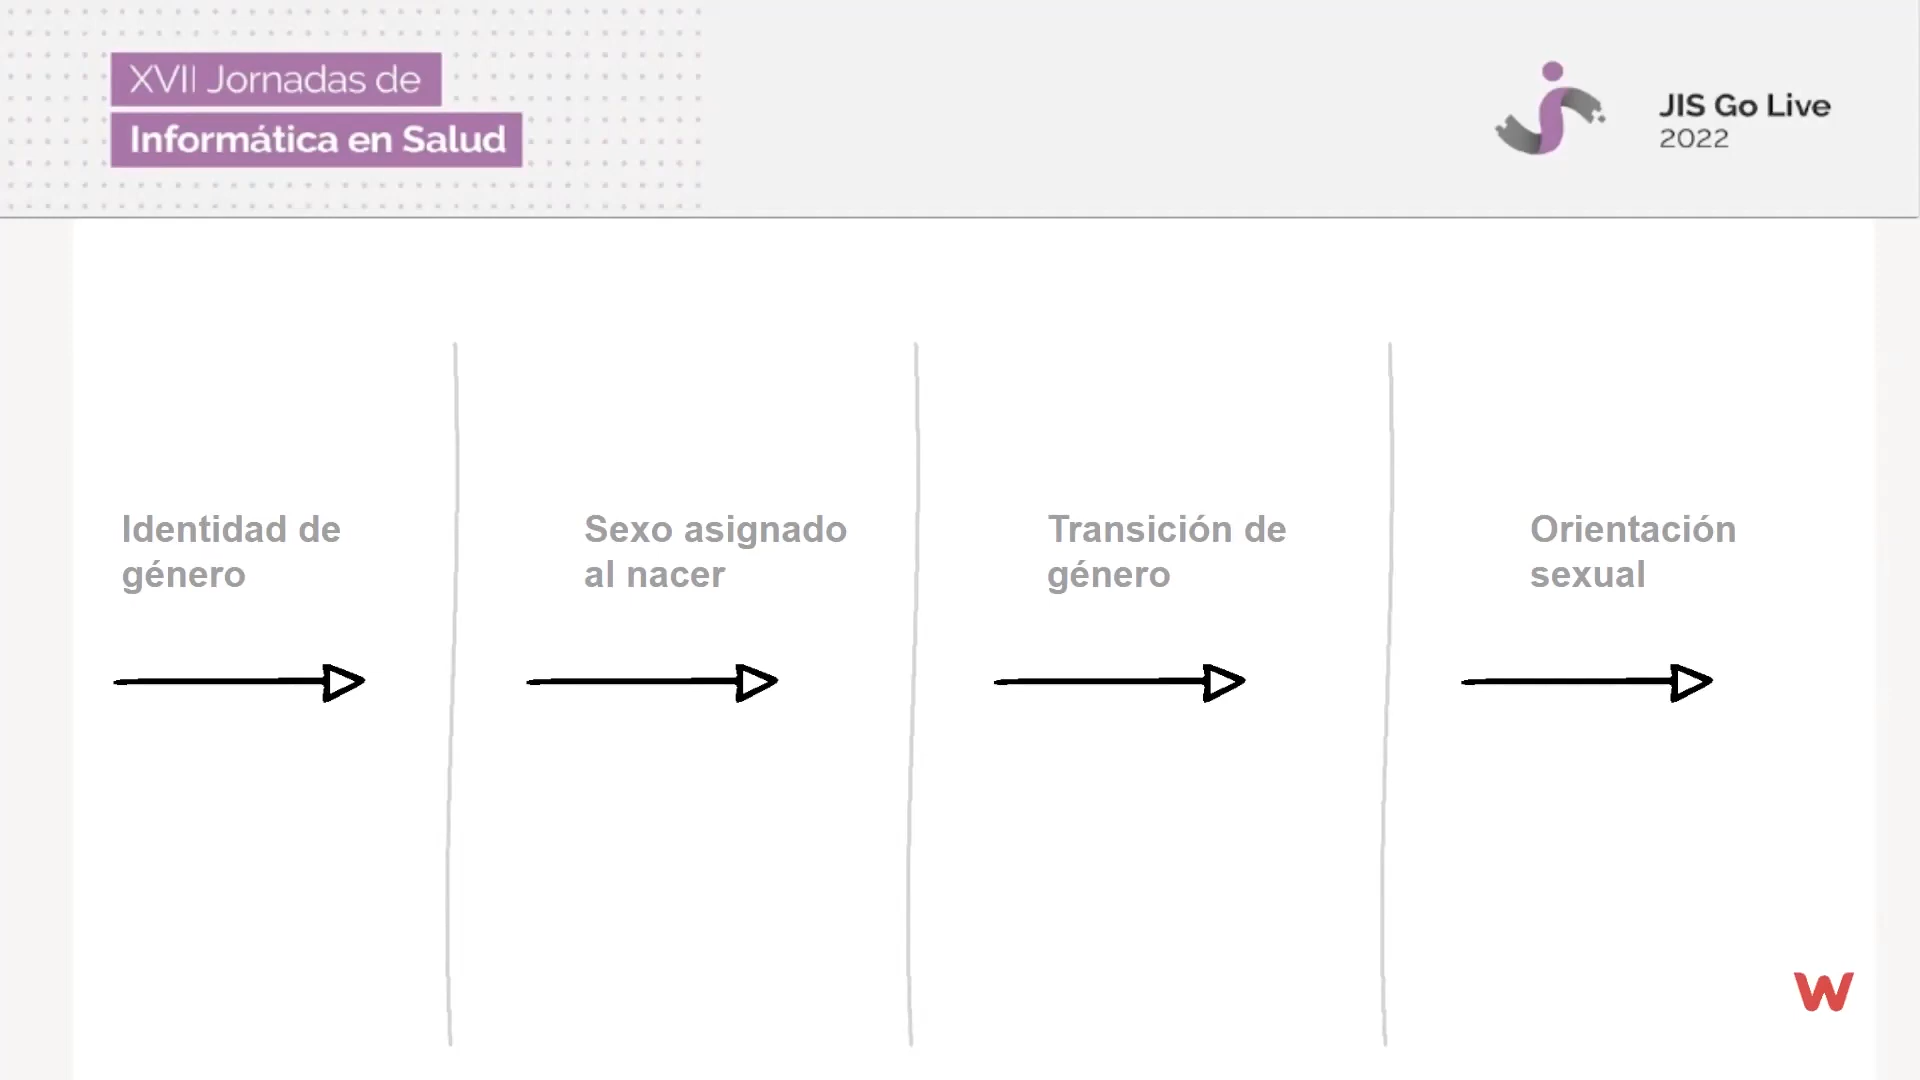 XVII Jornadas de
Informática en Salud
JIS Go Live
2022
Identidad de
género
Sexo asignado
al nacer
Transición de
género
Orientación
sexual
W